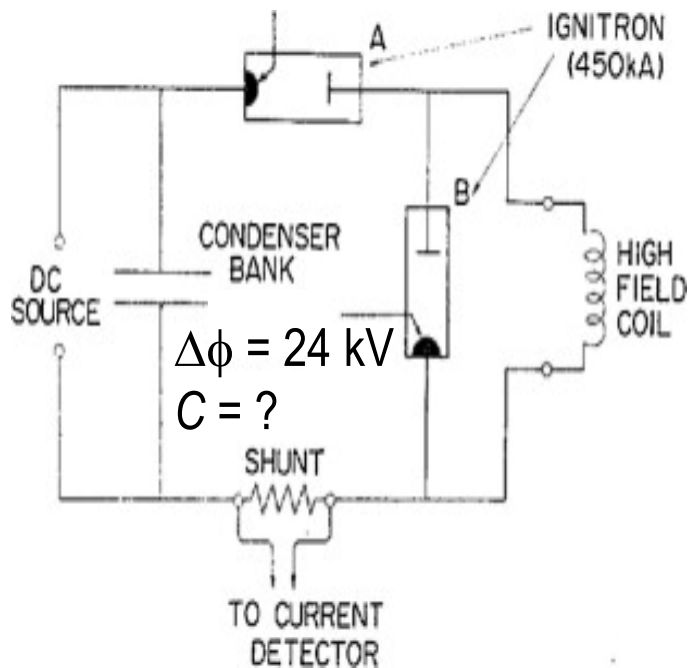 A
IGNITRON
(450kA)
B
CONDENSER
BANK
DC
SOURCE
HIGH
FIELD
COIL
Δϕ = 24 kV
C = ?
SHUNT
TO CURRENT
DETECTOR